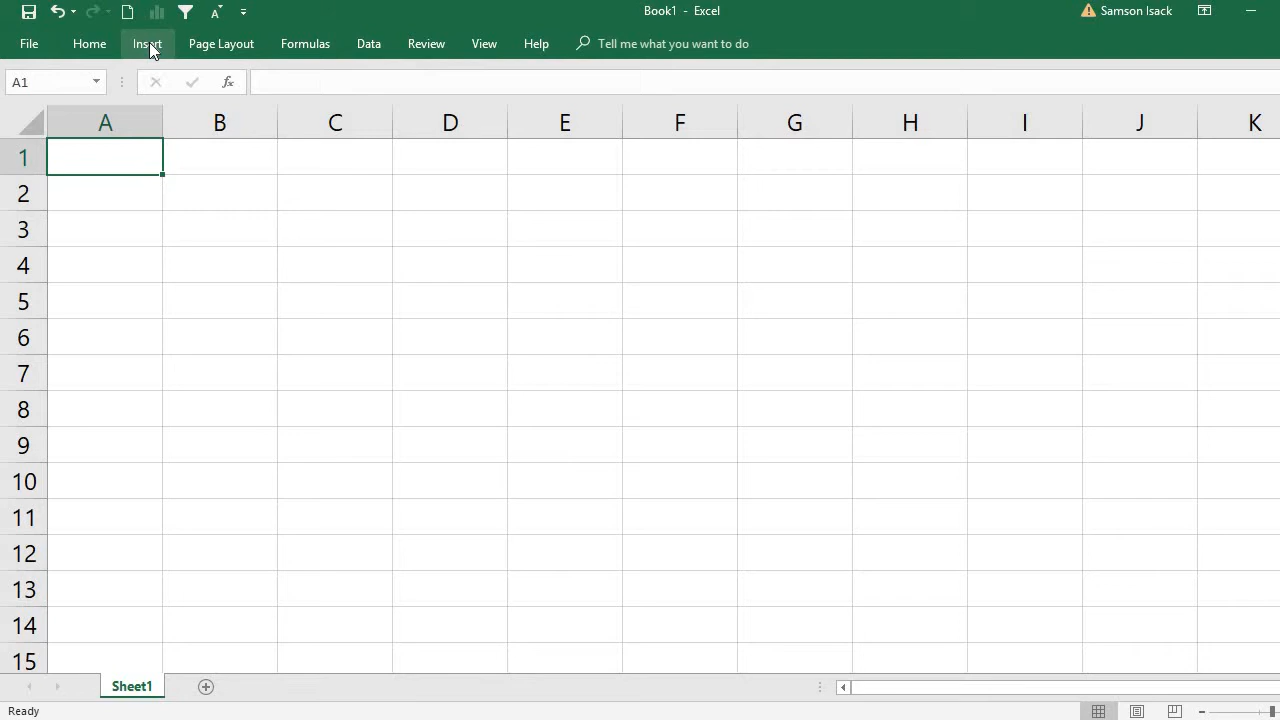 Book1 - Excel
Samson Isack
File Home Insert Page Layout Formulas Data Review View Help Tell me what you want to do
A1 fx
A B C D E F G H I J K
1
2
3
4
5
6
7
8
9
10
11
12
13
14
15
Sheet1
Ready